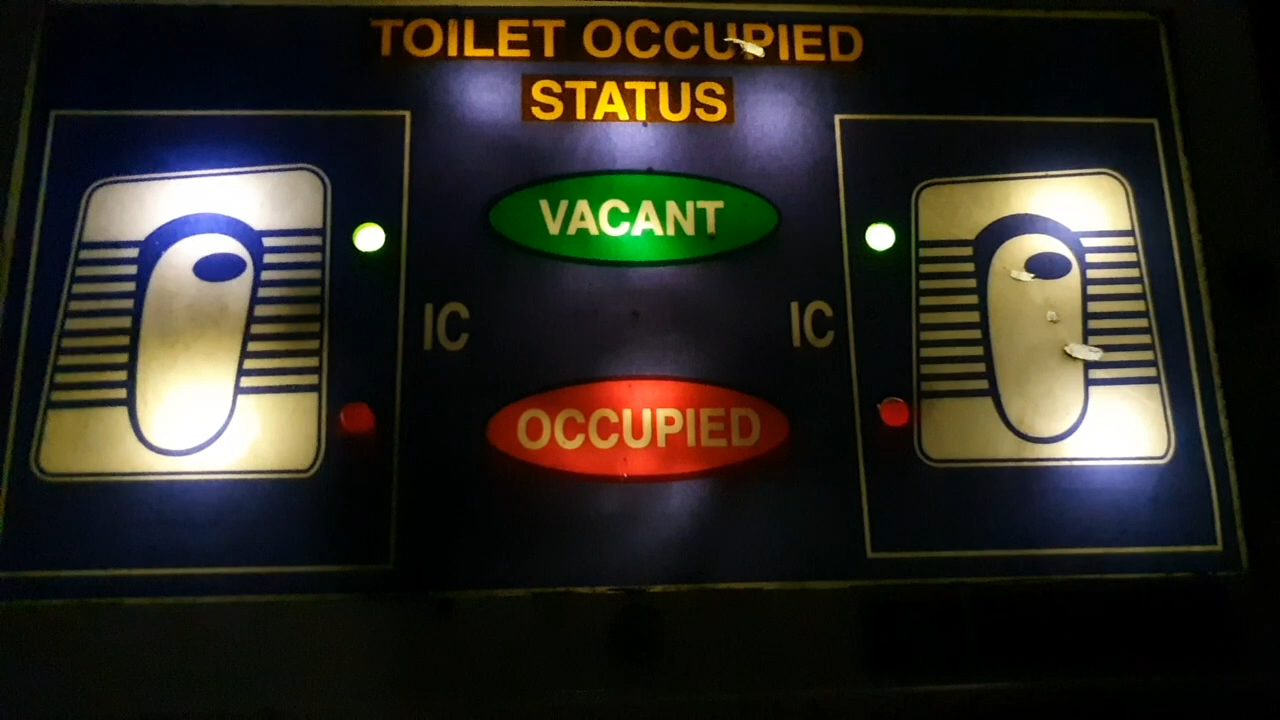 TOILET OCCUPIED
STATUS
VACANT
IC
IC
OCCUPIED